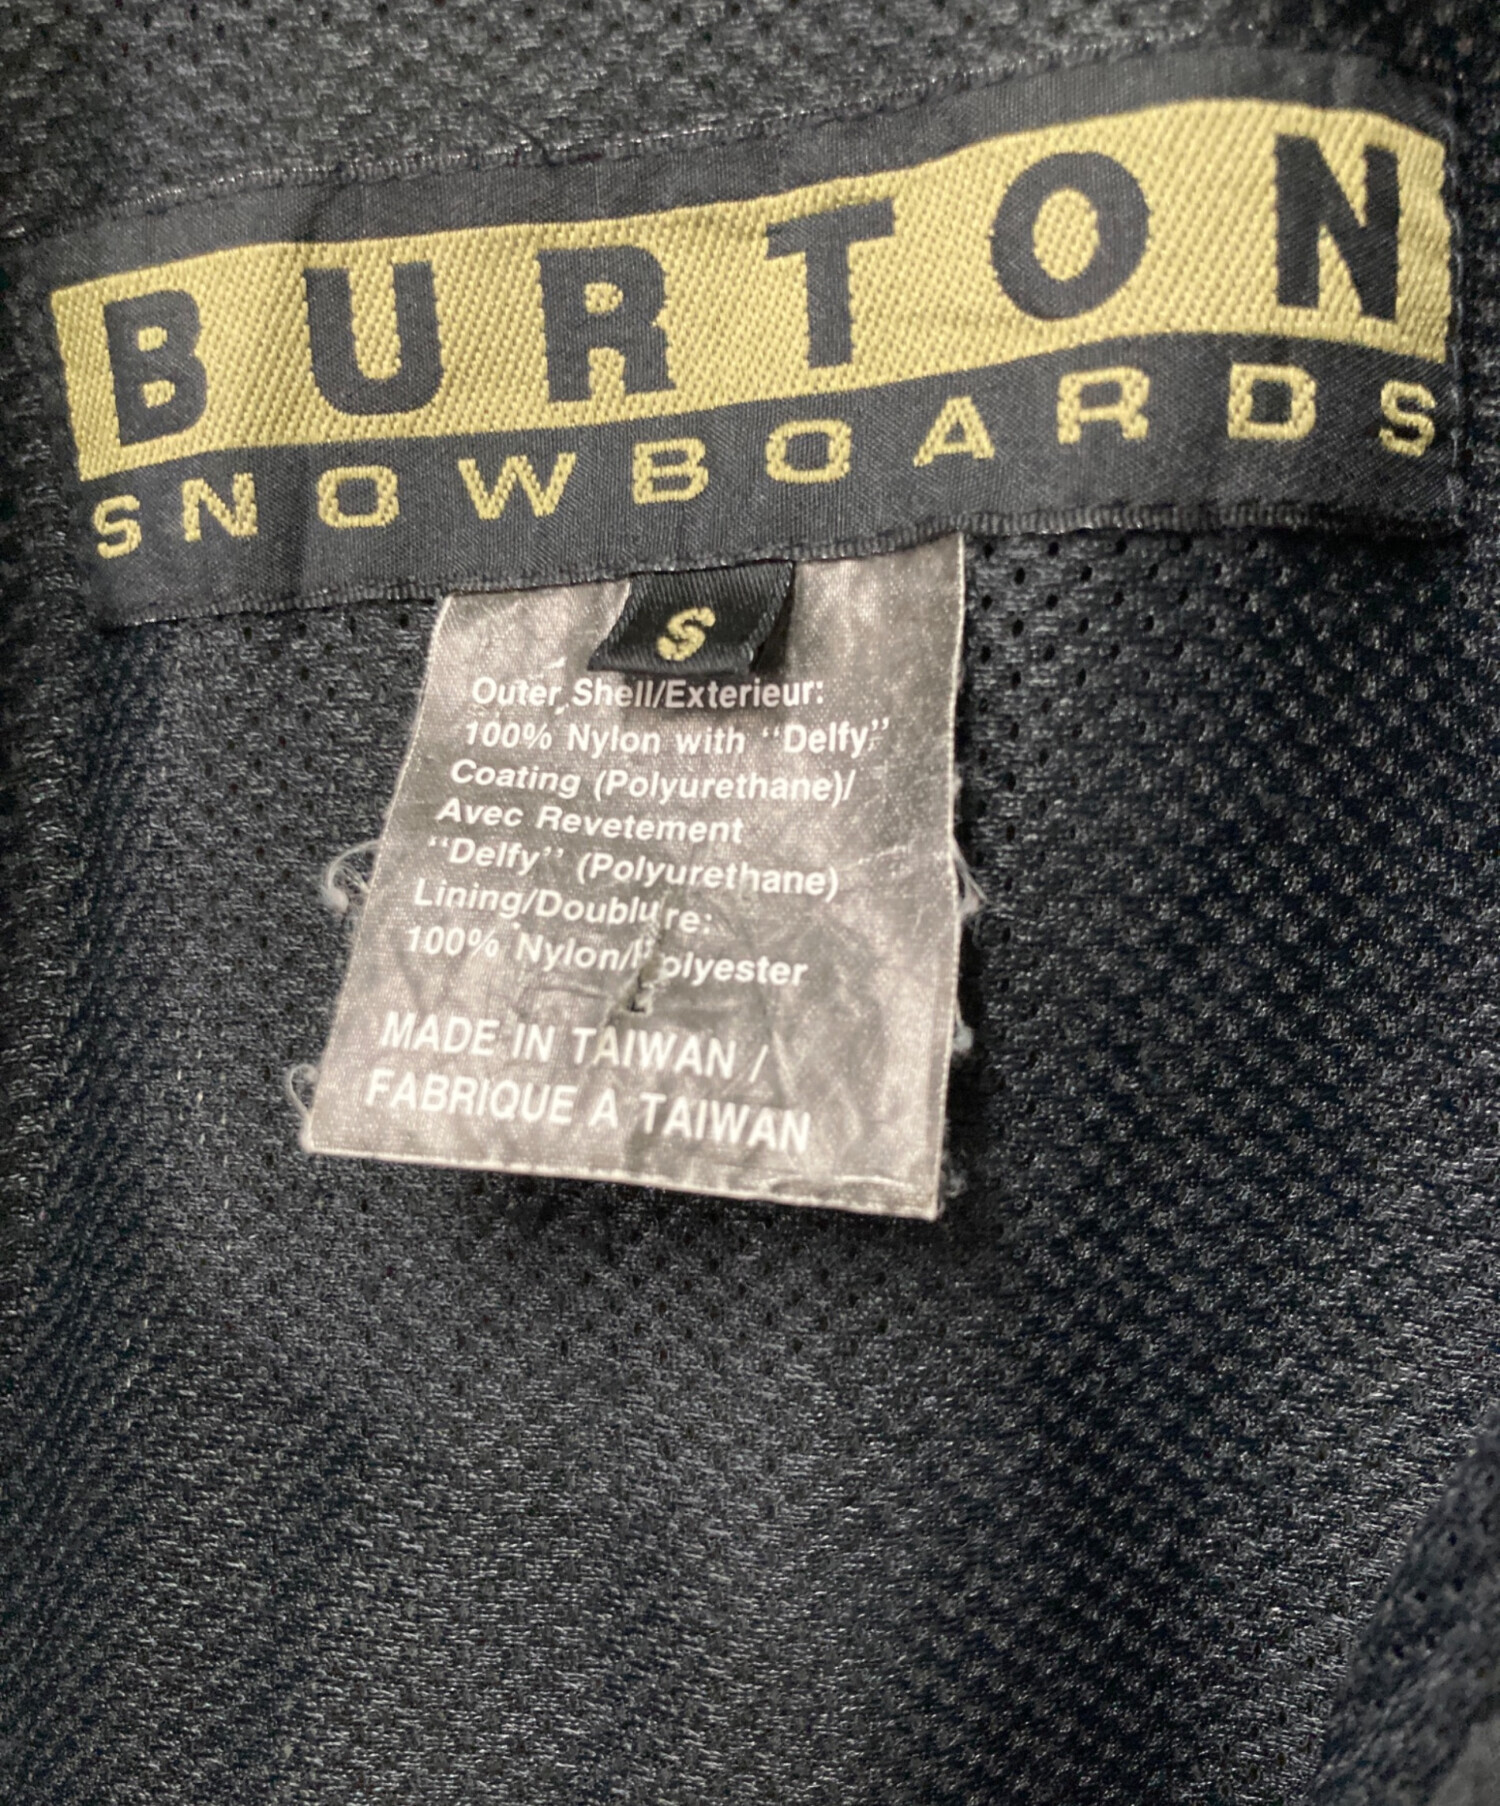 BURTON
SNOWBOARDS
S
Outer Shell/Exterieur:
100% Nylon with “Delfy”
Coating (Polyurethane)/
Avec Revetement
“Delfy” (Polyurethane)
Lining/Doublure:
100% Nylon/Polyester
MADE IN TAIWAN /
FABRIQUE A TAIWAN